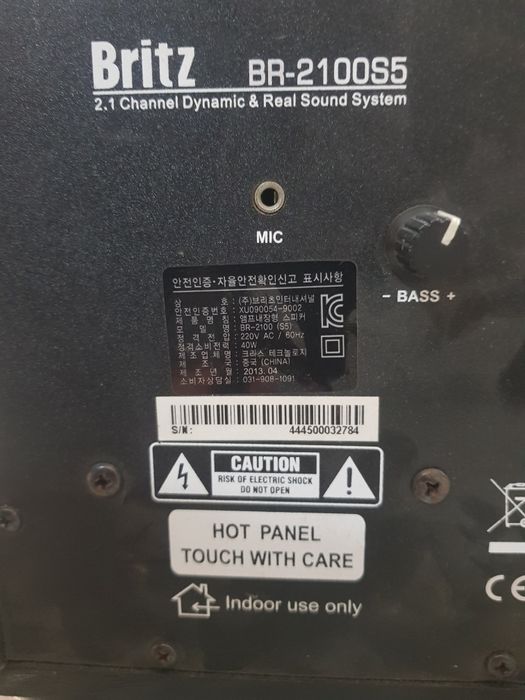 Britz BR-2100S5
2.1 Channel Dynamic & Real Sound System
MIC
- BASS +
안전인증·자율안전확인신고 표시사항
상 호 : (주)브리츠인터내셔널
안전인증번호 : XU090054-9002
제 품 명 칭 : 앰프내장형 스피커
모 델 명 : BR-2100 (S5)
정 격 전 압 : 220V AC / 60Hz
정격소비전력 : 40W
제 조 업 체 명 : 크리스 테크놀로지
제 조 국 : 중국 (CHINA)
제 조 년 월 : 2013. 04
소비자상담실 : 031-908-1091
S/N: 444500032784
CAUTION
RISK OF ELECTRIC SHOCK
DO NOT OPEN
HOT PANEL
TOUCH WITH CARE
Indoor use only
CE